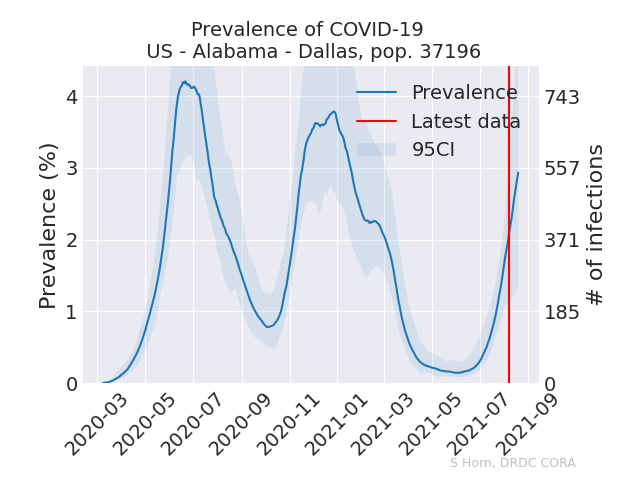 Prevalence of COVID-19
US - Alabama - Dallas, pop. 37196
Prevalence
Latest data
95CI
Prevalence (%)
4
3
2
1
0
743
557
371
185
0
# of infections
2020-03
2020-05
2020-07
2020-09
2020-11
2021-01
2021-03
2021-05
2021-07
2021-09
S Horn, DRDC CORA